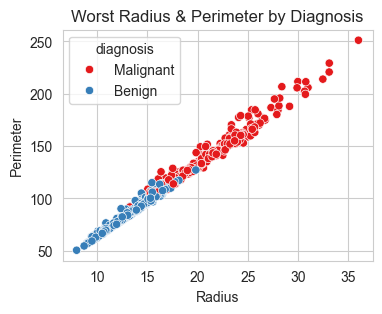 Worst Radius & Perimeter by Diagnosis
diagnosis
Malignant
Benign
Perimeter
250
200
150
100
50
10
15
20
25
30
35
Radius